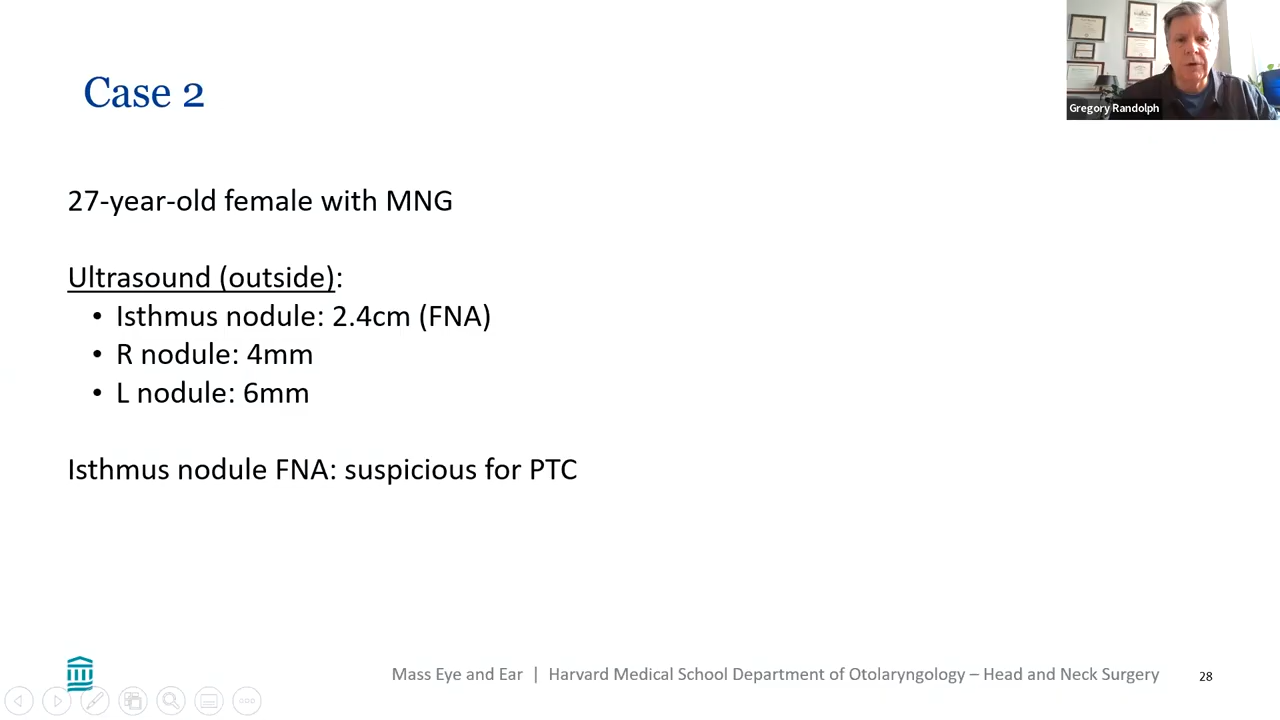 Gregory Randolph
Case 2
27-year-old female with MNG
Ultrasound (outside):
• Isthmus nodule: 2.4cm (FNA)
• R nodule: 4mm
• L nodule: 6mm
Isthmus nodule FNA: suspicious for PTC
Mass Eye and Ear | Harvard Medical School Department of Otolaryngology – Head and Neck Surgery 28